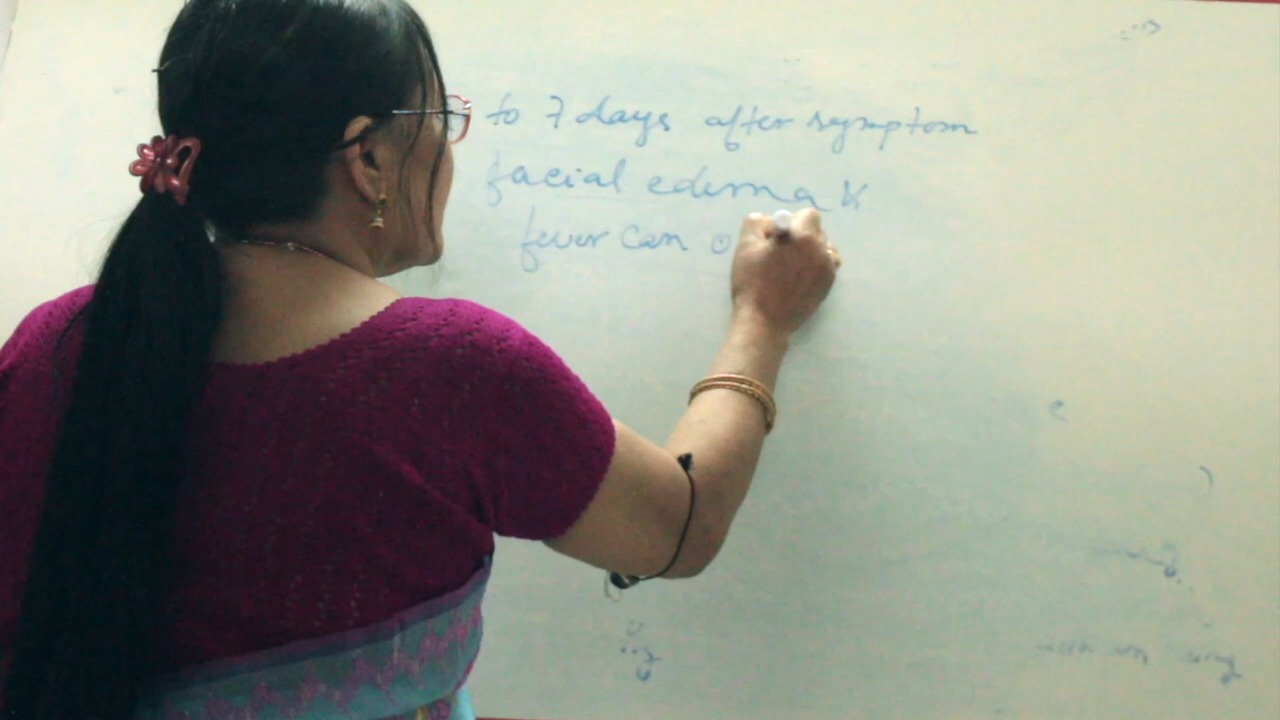 to 7 days after symptom
facial edema &
fever can o